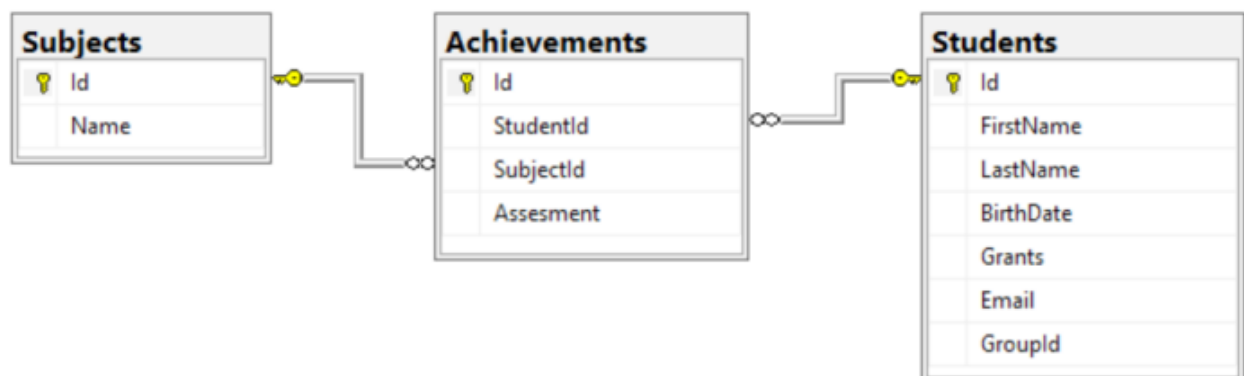 Subjects
Id
Name
Achievements
Id
StudentId
SubjectId
Assesment
Students
Id
FirstName
LastName
BirthDate
Grants
Email
GroupId